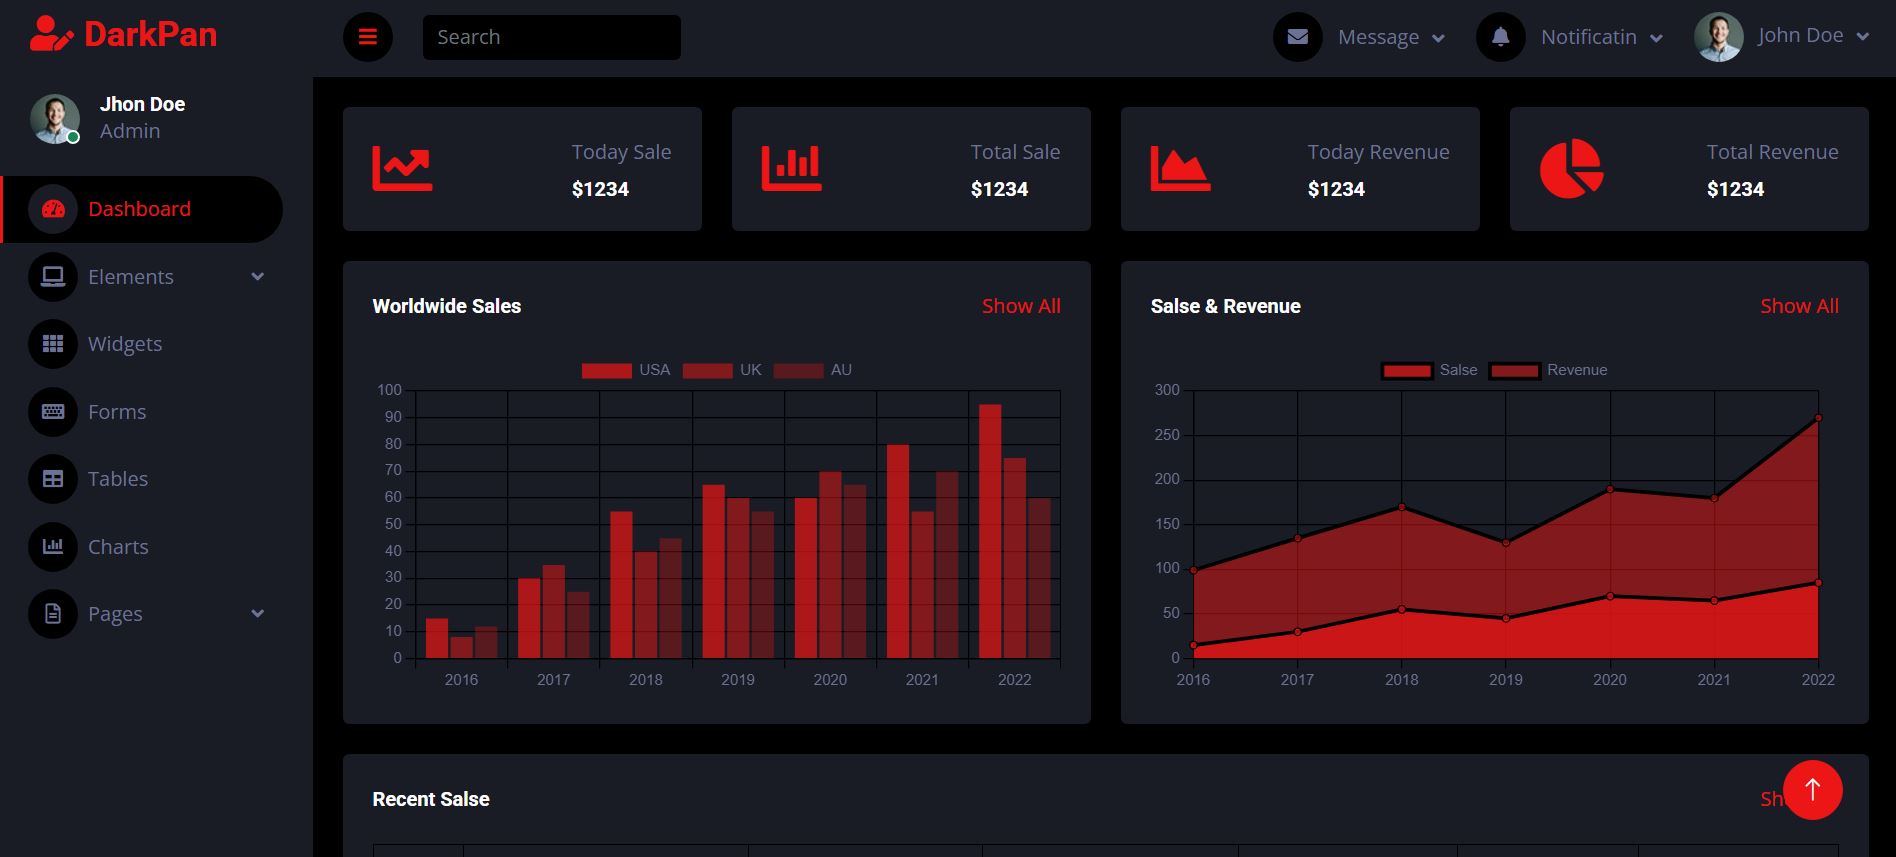 DarkPan
Search
Message
Notificatin
John Doe
Jhon Doe
Admin
Dashboard
Elements
Widgets
Forms
Tables
Charts
Pages
Today Sale
$1234
Total Sale
$1234
Today Revenue
$1234
Total Revenue
$1234
Worldwide Sales
Show All
USA UK AU
100
90
80
70
60
50
40
30
20
10
0
2016 2017 2018 2019 2020 2021 2022
Salse & Revenue
Show All
Salse Revenue
300
250
200
150
100
50
0
2016 2017 2018 2019 2020 2021 2022
Recent Salse